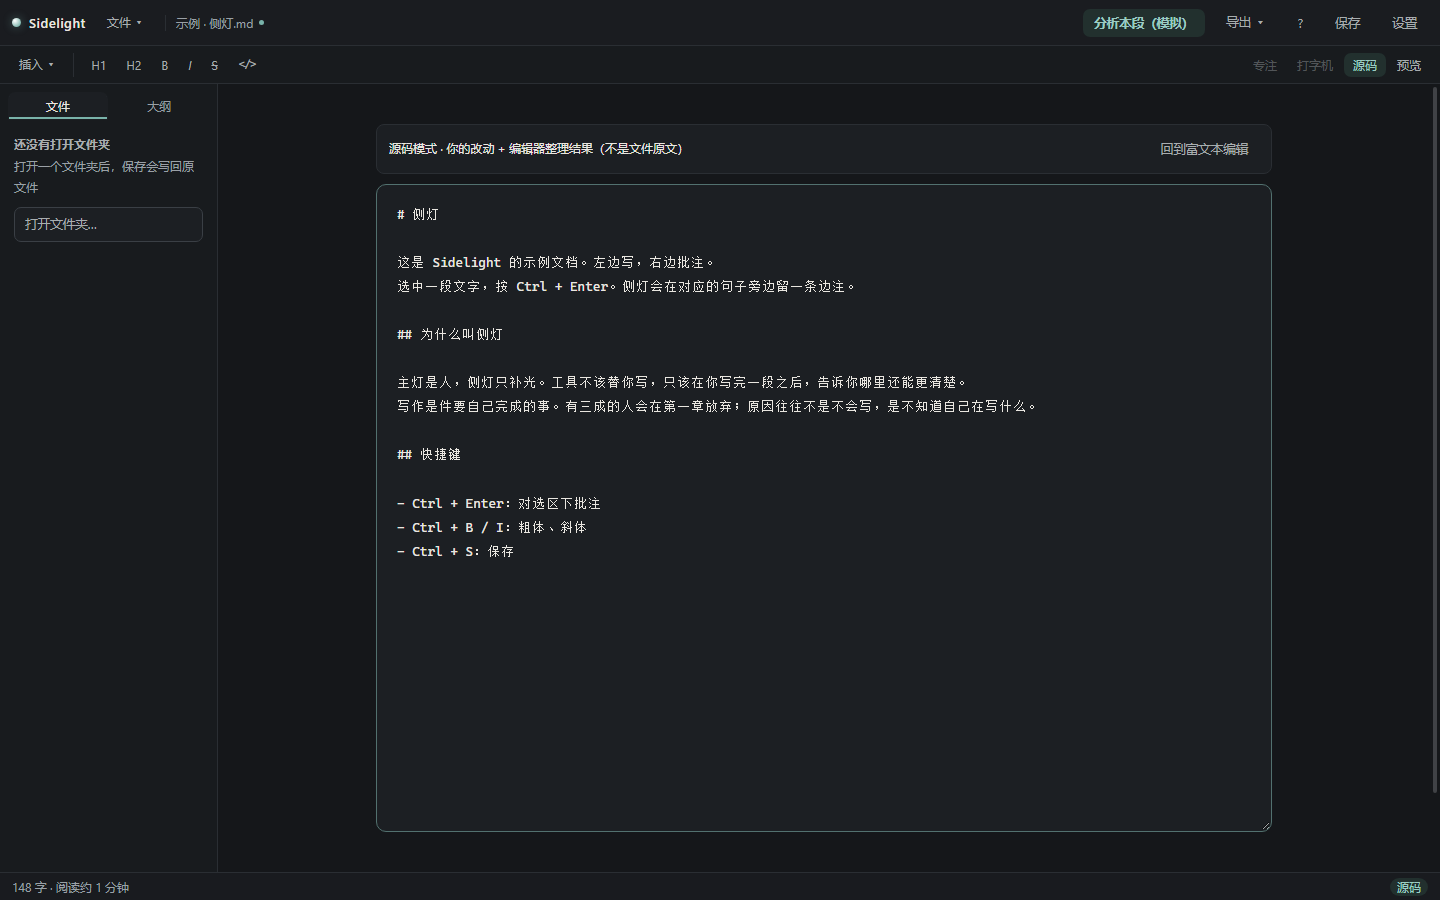 Sidelight 文件 示例 · 侧灯.md 分析本段（模拟） 导出 ? 保存 设置
插入 H1 H2 B I S </> 专注 打字机 源码 预览
文件 大纲
还没有打开文件夹
打开一个文件夹后，保存会写回原
文件
打开文件夹...
源码模式 · 你的改动 + 编辑器整理结果（不是文件原文） 回到富文本编辑
# 侧灯
这是 Sidelight 的示例文档。左边写，右边批注。
选中一段文字，按 Ctrl + Enter。侧灯会在对应的句子旁边留一条边注。
## 为什么叫侧灯
主灯是人，侧灯只补光。工具不该替你写，只该在你写完一段之后，告诉你哪里还能更清楚。
写作是件要自己完成的事。有三成的人会在第一章放弃；原因往往不是不会写，是不知道自己在写什么。
## 快捷键
- Ctrl + Enter：对选区下批注
- Ctrl + B / I：粗体、斜体
- Ctrl + S：保存
148 字 · 阅读约 1 分钟 源码